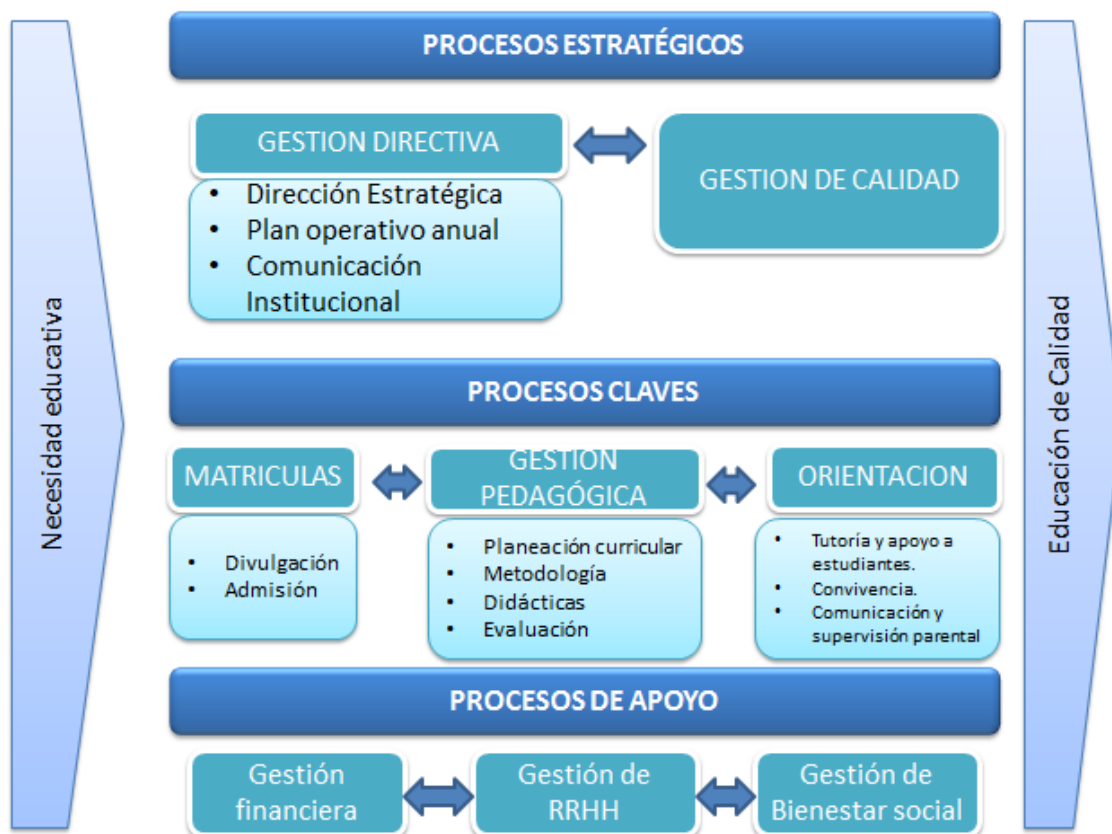 PROCESOS ESTRATÉGICOS
GESTION DIRECTIVA
• Dirección Estratégica
• Plan operativo anual
• Comunicación
Institucional
GESTION DE CALIDAD
Necesidad educativa
PROCESOS CLAVES
MATRICULAS
• Divulgación
• Admisión
GESTION
PEDAGÓGICA
• Planeación curricular
• Metodología
• Didácticas
• Evaluación
ORIENTACION
• Tutoría y apoyo a
estudiantes.
• Convivencia.
• Comunicación y
supervisión parental
Educación de Calidad
PROCESOS DE APOYO
Gestión
financiera
Gestión de
RRHH
Gestión de
Bienestar social